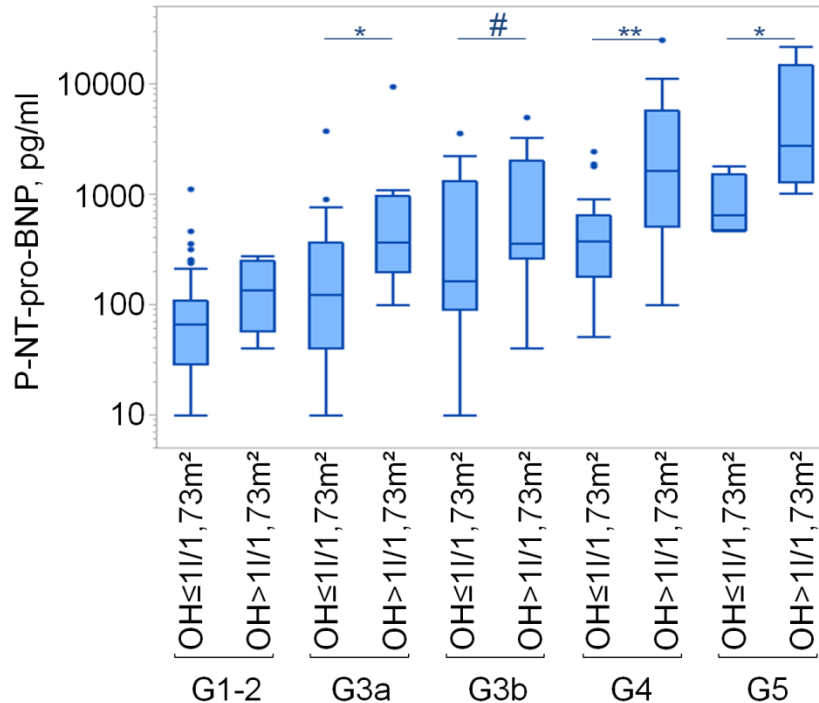 * # ** *
P-NT-pro-BNP, pg/ml
10000
1000
100
10
OH≤1l/1,73m²
OH>1l/1,73m²
OH≤1l/1,73m²
OH>1l/1,73m²
OH≤1l/1,73m²
OH>1l/1,73m²
OH≤1l/1,73m²
OH>1l/1,73m²
OH≤1l/1,73m²
OH>1l/1,73m²
G1-2 G3a G3b G4 G5